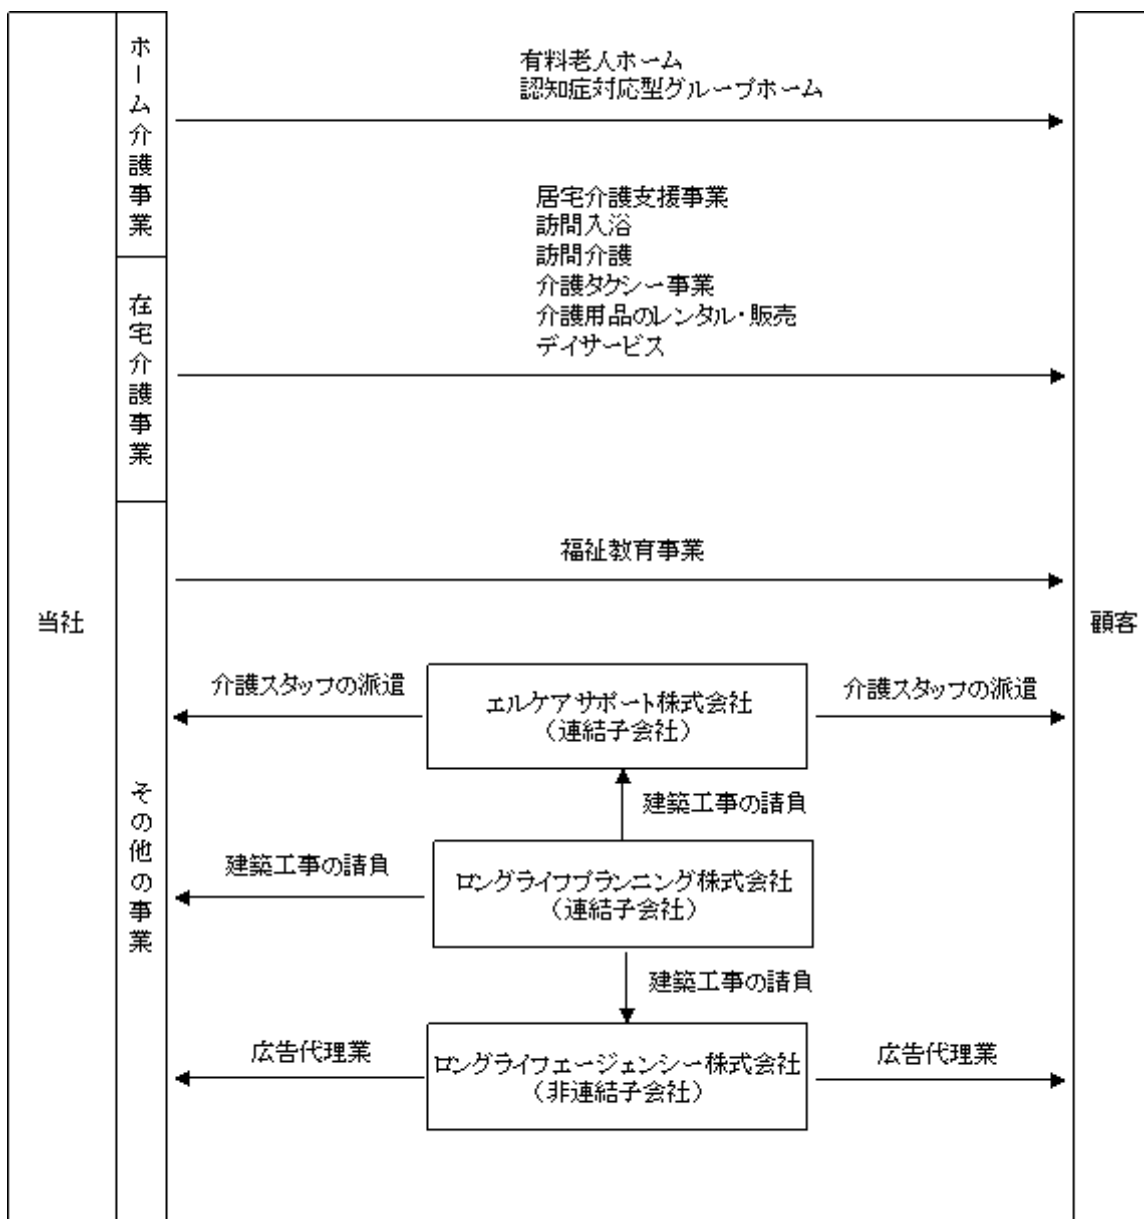 ホーム介護事業
有料老人ホーム
認知症対応型グループホーム
居宅介護支援事業
訪問入浴
訪問介護
介護タクシー事業
介護用品のレンタル・販売
デイサービス
在宅介護事業
福祉教育事業
当社
顧客
介護スタッフの派遣
エルケアサポート株式会社
(連結子会社)
介護スタッフの派遣
建築工事の請負
その他の事業
建築工事の請負
ロングライフプランニング株式会社
(連結子会社)
建築工事の請負
広告代理業
ロングライフエージェンシー株式会社
(非連結子会社)
広告代理業